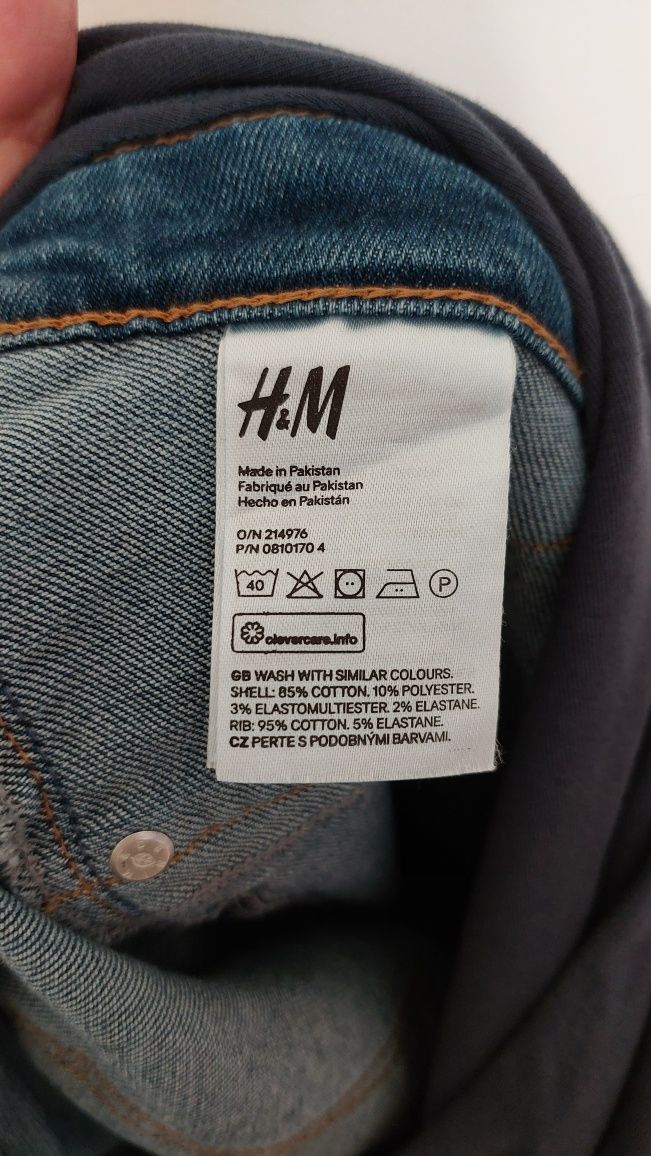 H&M
Made in Pakistan
Fabriqué au Pakistan
Hecho en Pakistán
O/N 214976
P/N 0810170 4
40 P
clevercare.info
GB WASH WITH SIMILAR COLOURS.
SHELL: 85% COTTON. 10% POLYESTER.
3% ELASTOMULTIESTER. 2% ELASTANE.
RIB: 95% COTTON. 5% ELASTANE.
CZ PERTE S PODOBNÝMI BARVAMI.